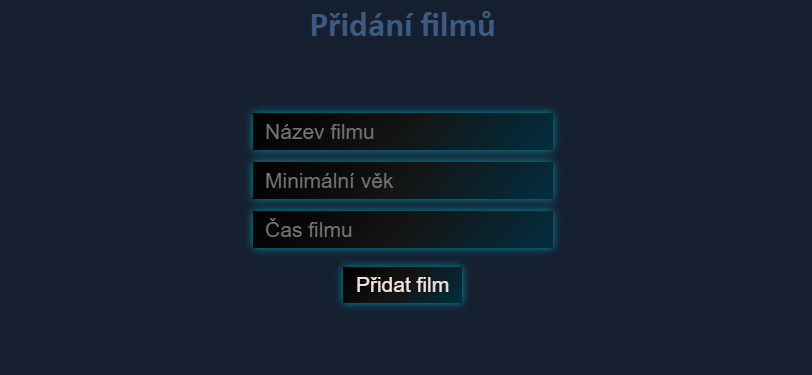 Přidání filmů
Název filmu
Minimální věk
Čas filmu
Přidat film